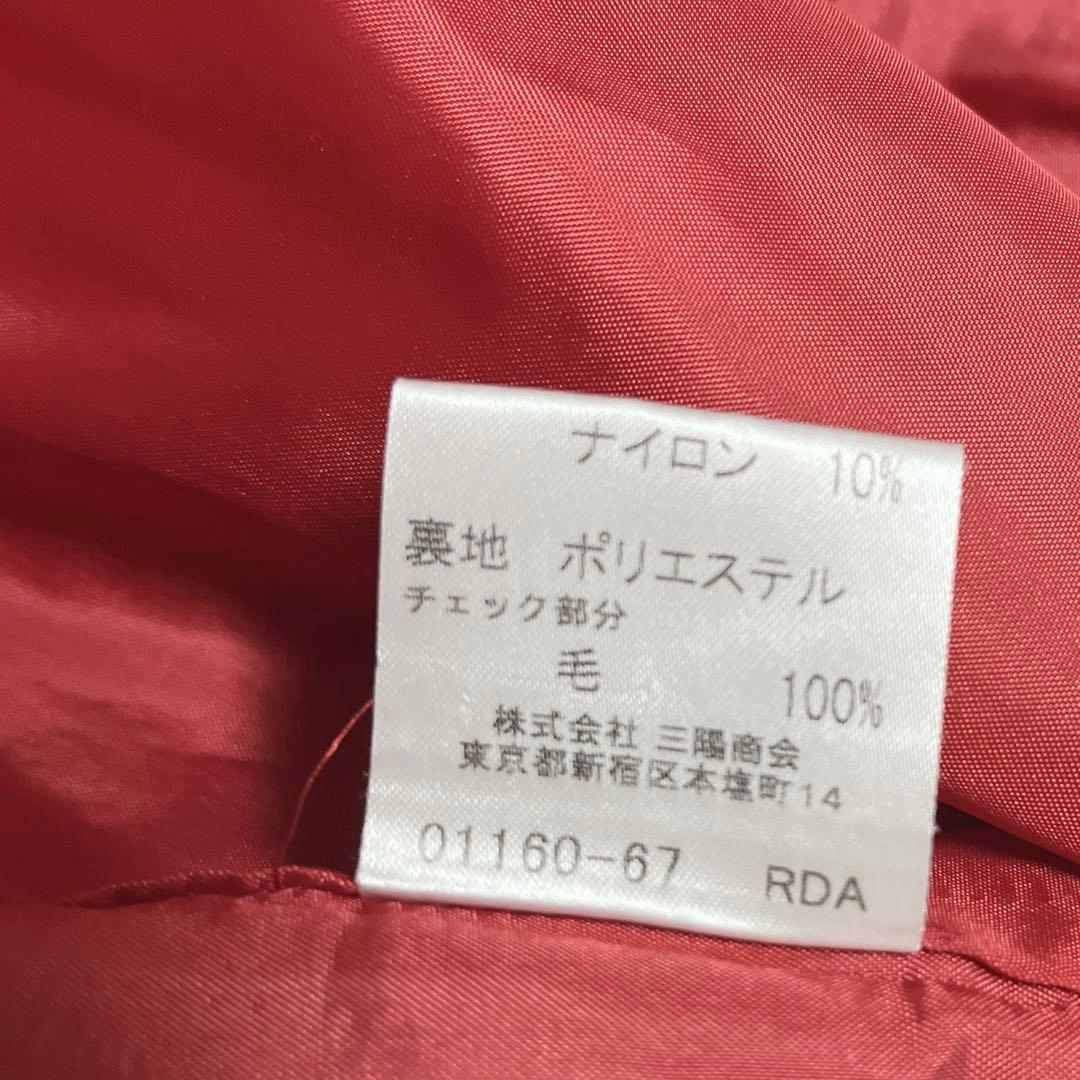 ナイロン 10%
裏地 ポリエステル
チェック部分
毛 100%
株式会社 三陽商会
東京都新宿区本塩町14
01160-67 RDA